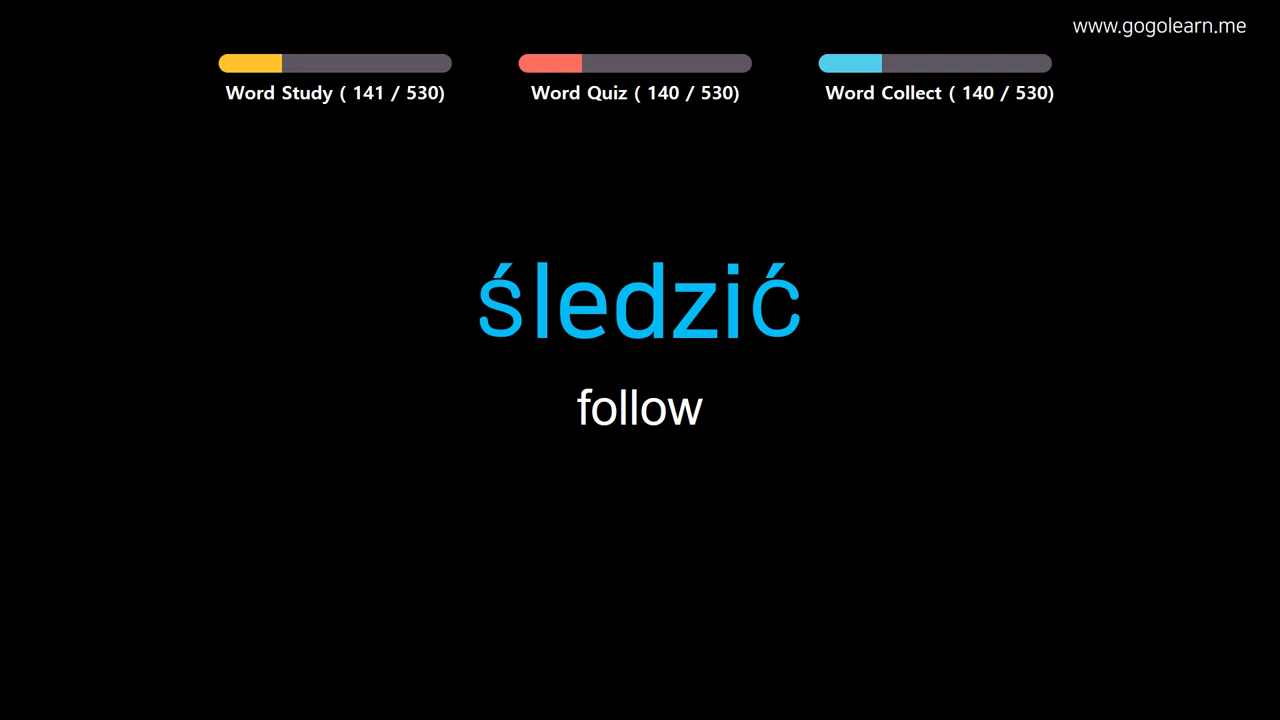 www.gogolearn.me
Word Study ( 141 / 530)
Word Quiz ( 140 / 530)
Word Collect ( 140 / 530)
śledzić
follow